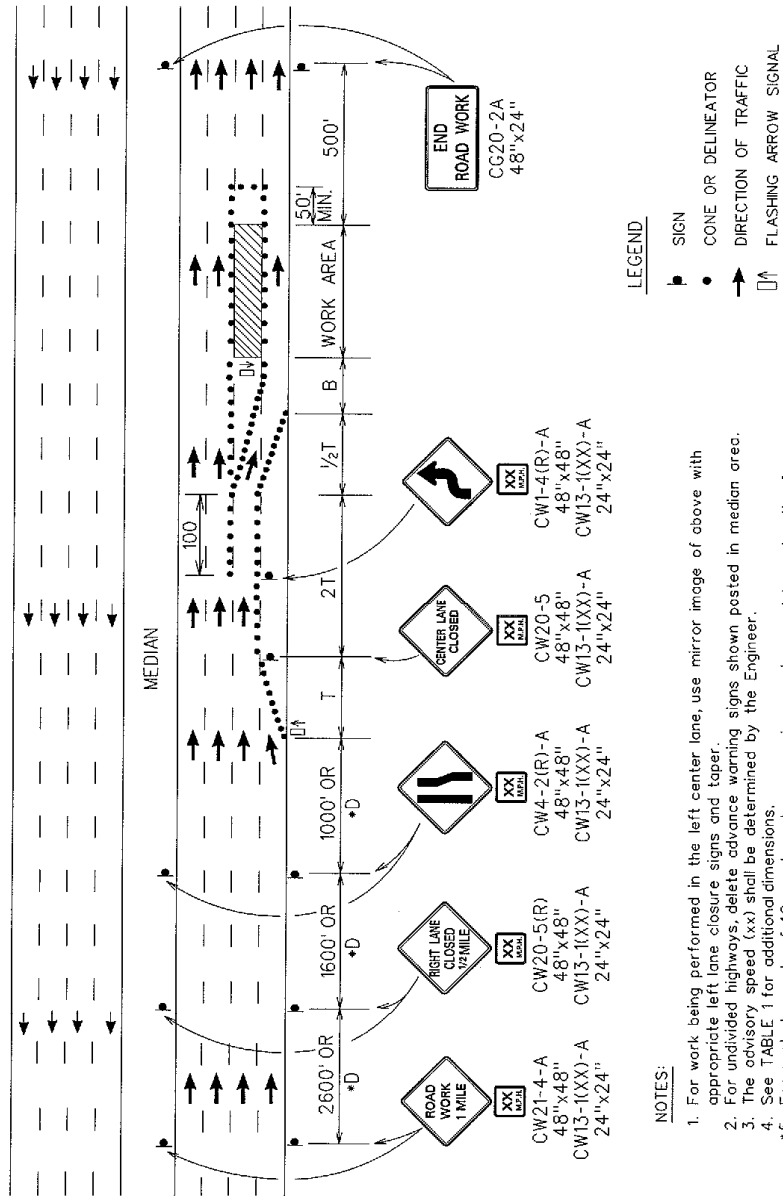 MEDIAN
100
2600' OR
*D
1600' OR
*D
1000' OR
*D
T
2T
½T
B
WORK AREA
50'
MIN.
500'
ROAD
WORK
1 MILE
XX
M.P.H.
CW21-4-A
48"x48"
CW13-1(XX)-A
24"x24"
RIGHT LANE
CLOSED
1/2 MILE
XX
M.P.H.
CW20-5(R)
48"x48"
CW13-1(XX)-A
24"x24"
XX
M.P.H.
CW4-2(R)-A
48"x48"
CW13-1(XX)-A
24"x24"
CENTER LANE
CLOSED
XX
M.P.H.
CW20-5
48"x48"
CW13-1(XX)-A
24"x24"
XX
M.P.H.
CW1-4(R)-A
48"x48"
CW13-1(XX)-A
24"x24"
END
ROAD WORK
CG20-2A
48"x24"
LEGEND
SIGN
CONE OR DELINEATOR
DIRECTION OF TRAFFIC
FLASHING ARROW SIGNAL
NOTES:
1. For work being performed in the left center lane, use mirror image of above with
appropriate left lane closure signs and taper.
2. For undivided highways, delete advance warning signs shown posted in median area.
3. The advisory speed (xx) shall be determined by the Engineer.
4. See TABLE 1 for additional dimensions.